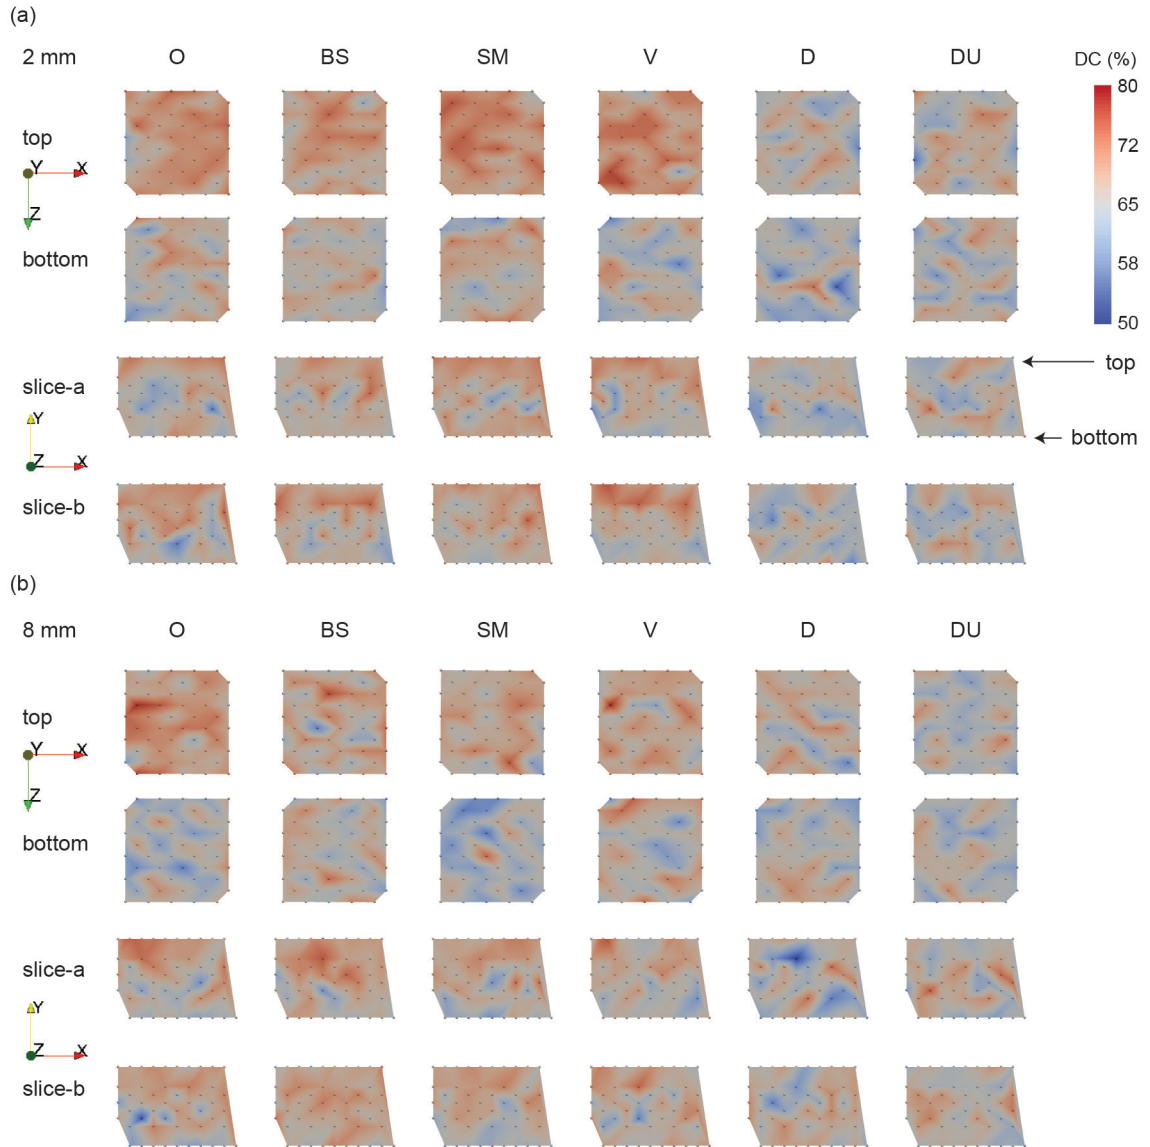 (a)
2 mm O BS SM V D DU DC (%)
80
top
Y X
72
Z
65
bottom
58
50
slice-a
top
Y
Z X
bottom
slice-b
(b)
8 mm O BS SM V D DU
top
Y X
Z
bottom
slice-a
Y
Z X
slice-b